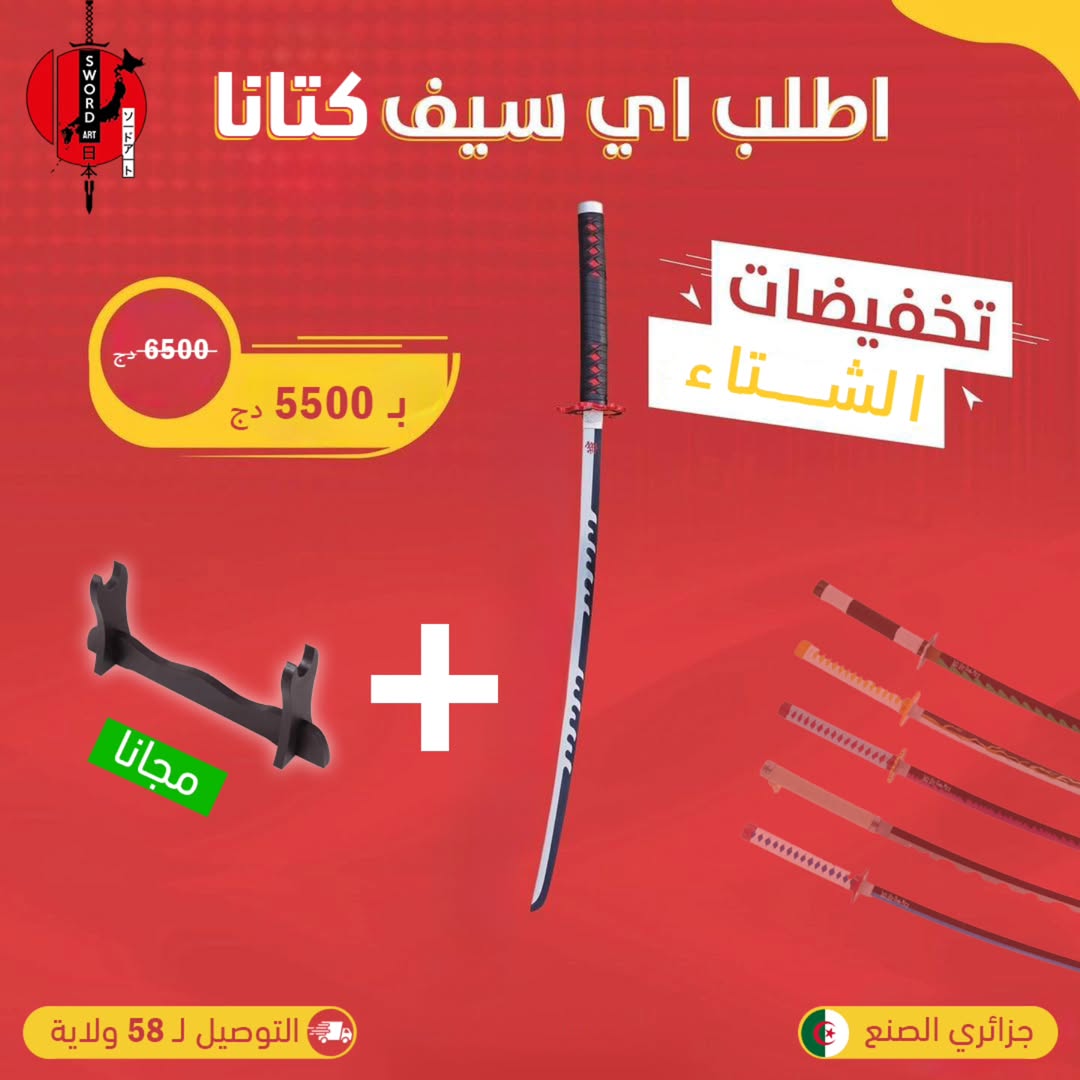 SWORD
ART
日本
ソードアート
اطلب اي سيف كتانا
تخفيضات
الشتاء
6500 دج
بـ 5500 دج
مجانا
جزائري الصنع
التوصيل لـ 58 ولاية